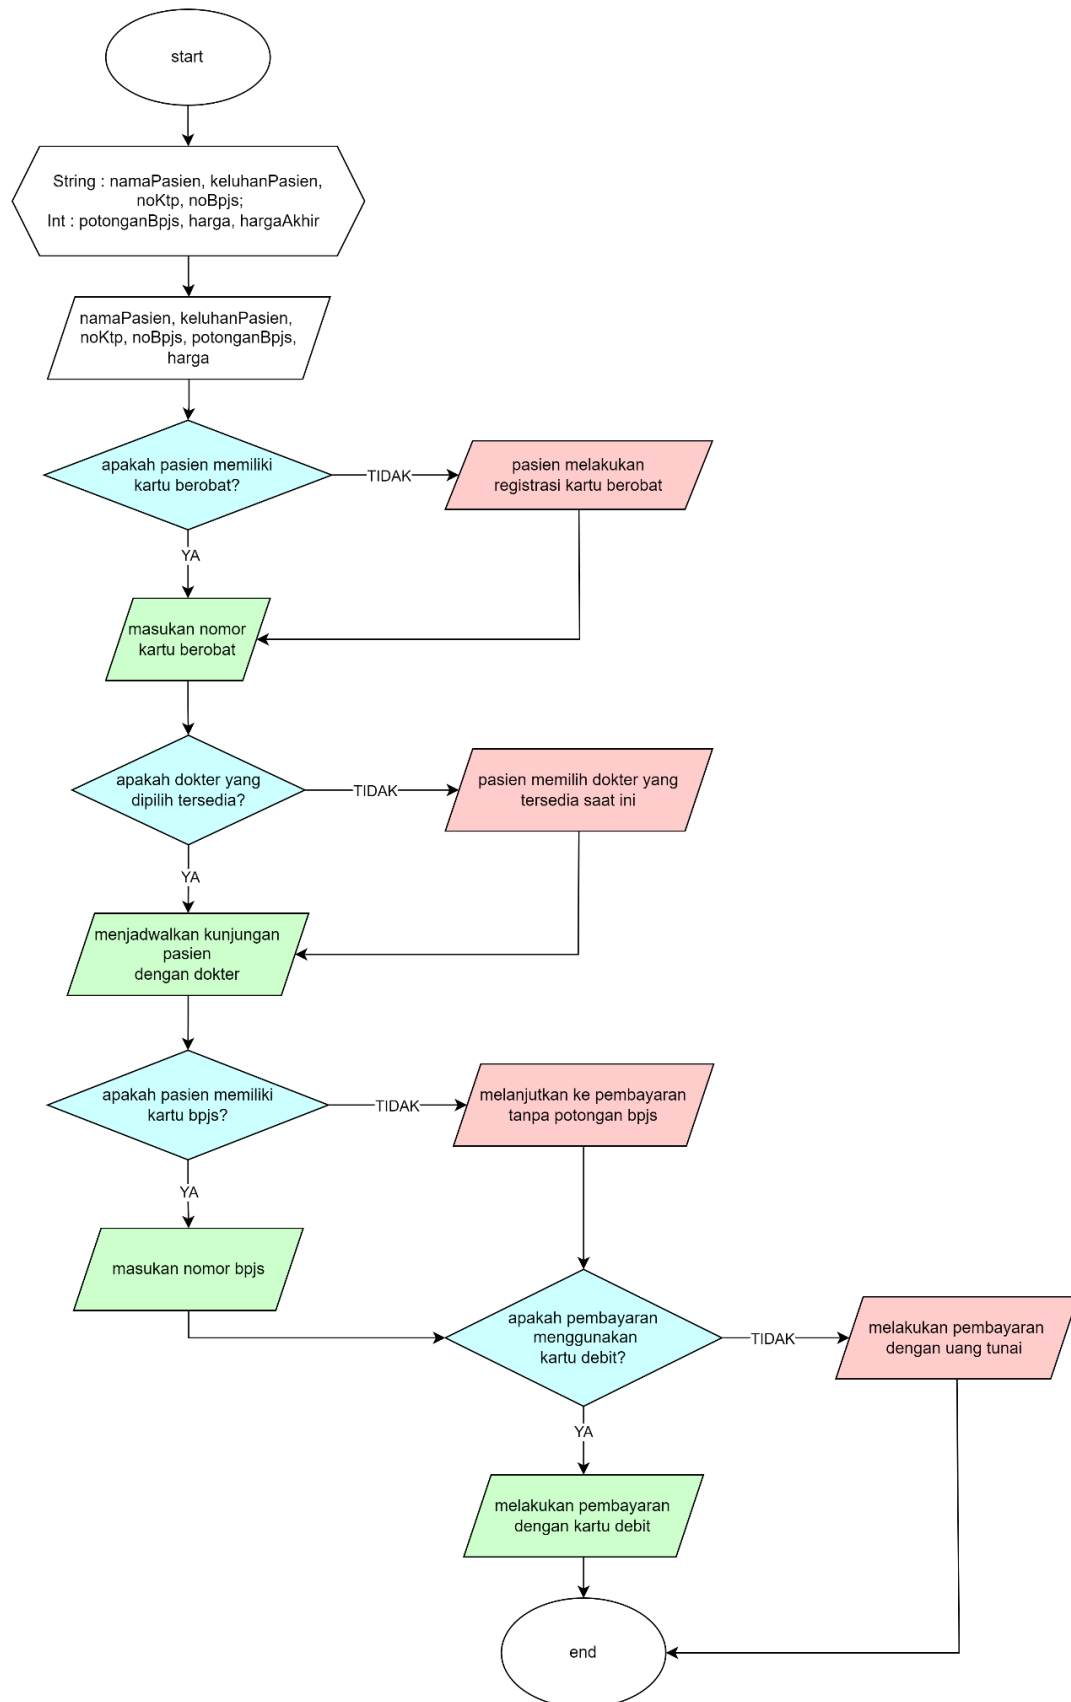 start
String : namaPasien, keluhanPasien,
noKtp, noBpjs;
Int : potonganBpjs, harga, hargaAkhir
namaPasien, keluhanPasien,
noKtp, noBpjs, potonganBpjs,
harga
apakah pasien memiliki
kartu berobat?
TIDAK
pasien melakukan
registrasi kartu berobat
YA
masukan nomor
kartu berobat
apakah dokter yang
dipilih tersedia?
TIDAK
pasien memilih dokter yang
tersedia saat ini
YA
menjadwalkan kunjungan
pasien
dengan dokter
apakah pasien memiliki
kartu bpjs?
TIDAK
melanjutkan ke pembayaran
tanpa potongan bpjs
YA
masukan nomor bpjs
apakah pembayaran
menggunakan
kartu debit?
TIDAK
melakukan pembayaran
dengan uang tunai
YA
melakukan pembayaran
dengan kartu debit
end